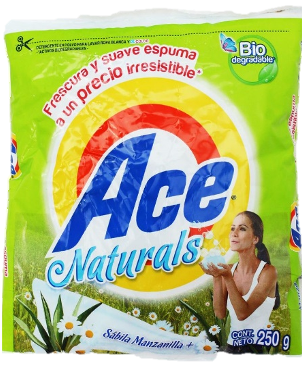 Bio
degradable
Frescura y suave espuma
a un precio irresistible*
Ace
Naturals
Sábila Manzanilla +
CONT.
NETO 250 g